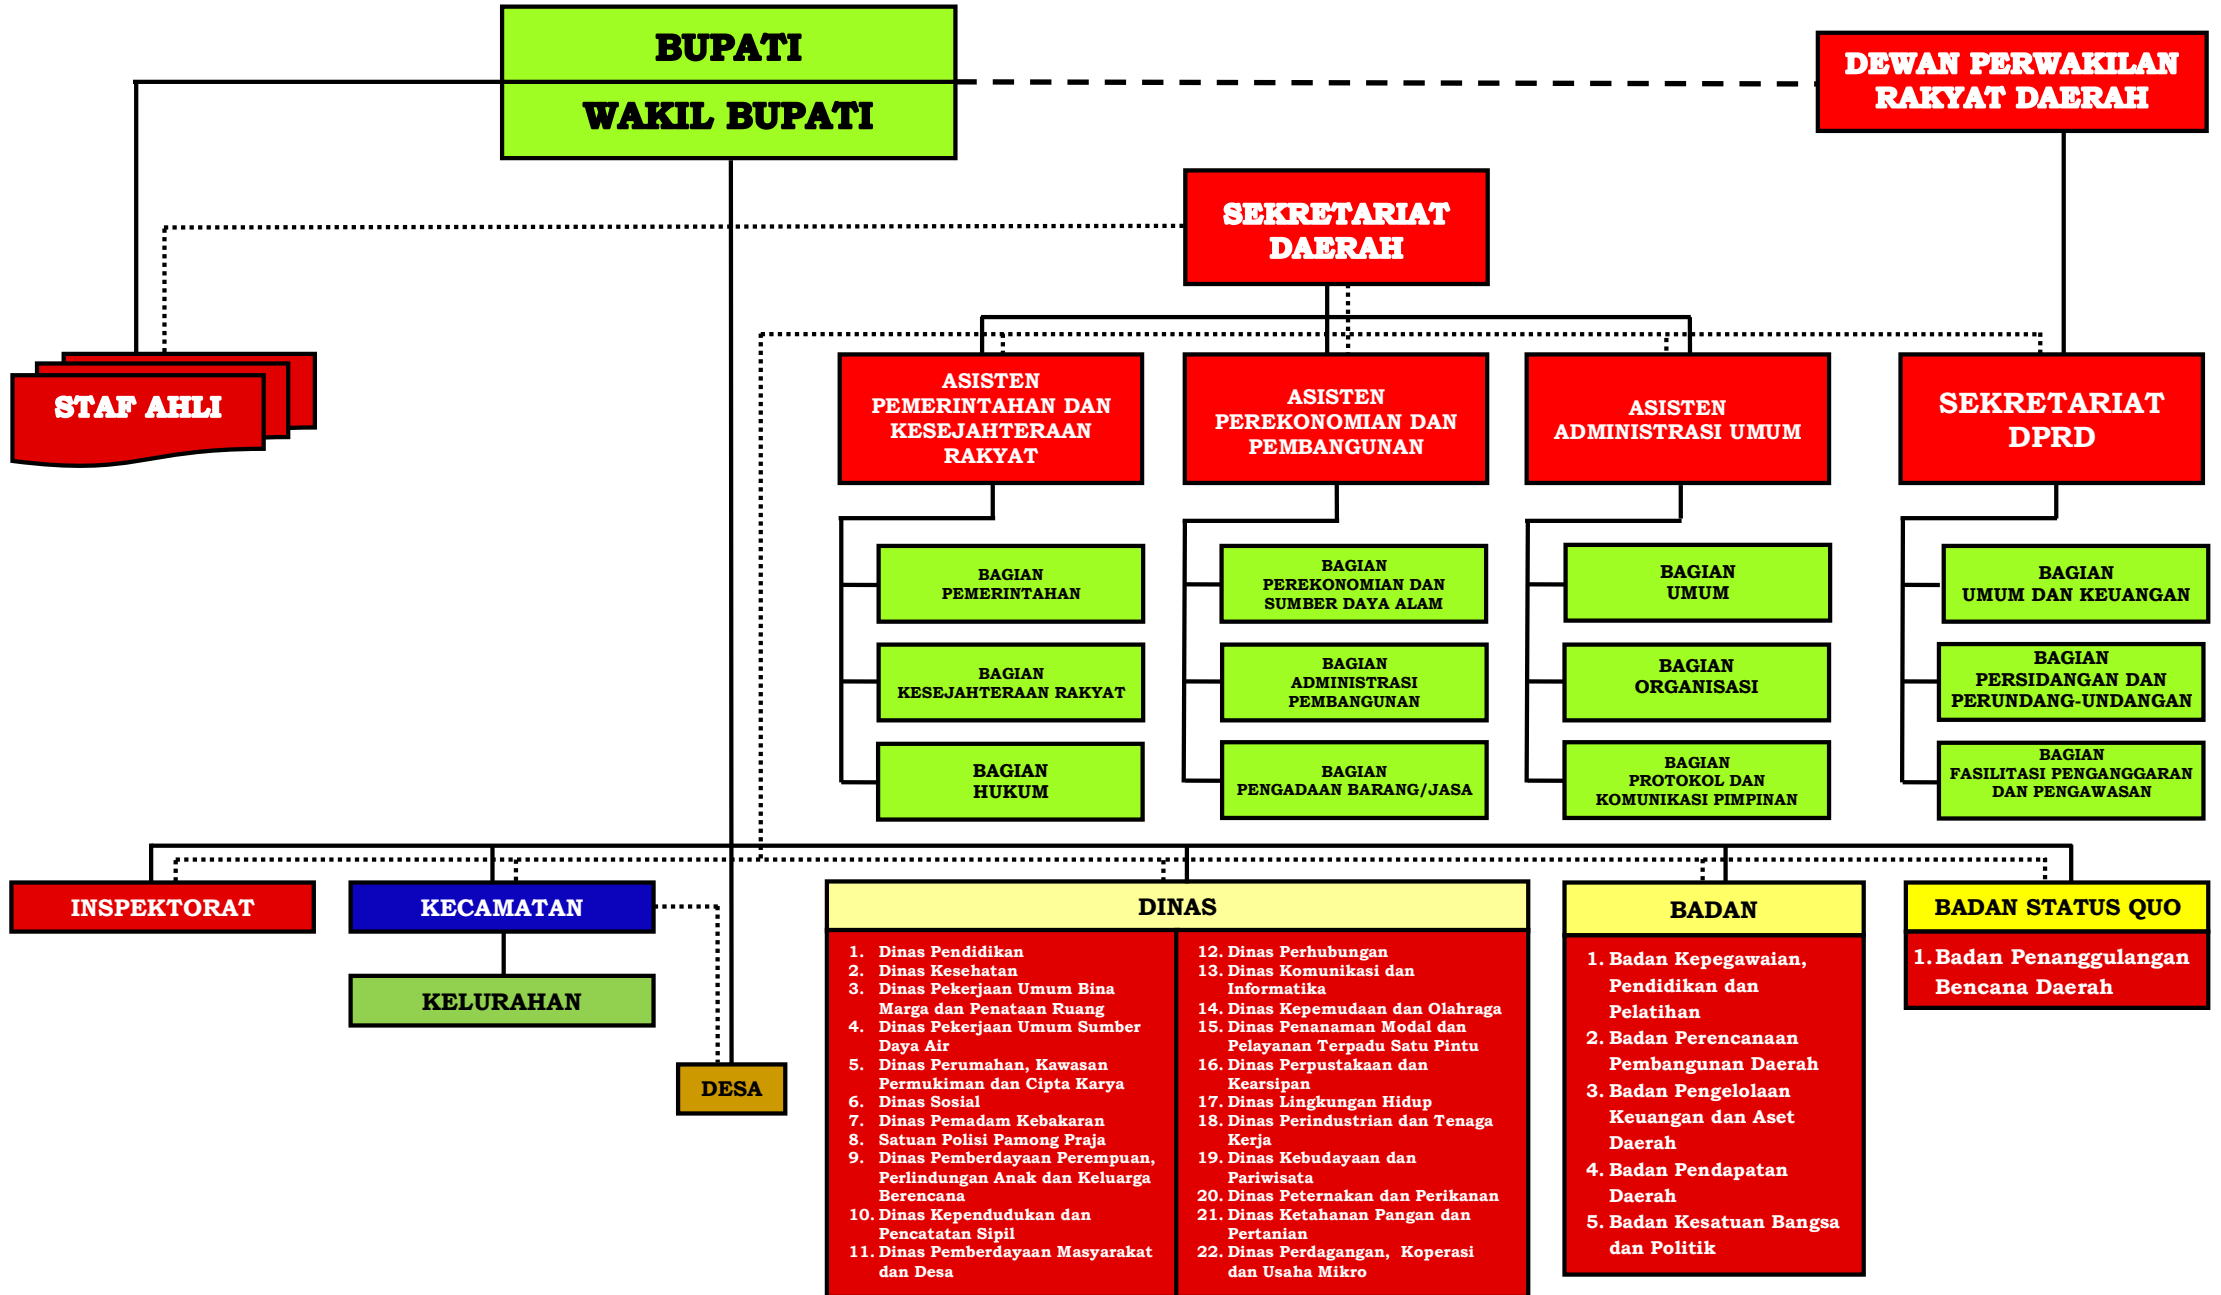 BUPATI
WAKIL BUPATI
DEWAN PERWAKILAN
RAKYAT DAERAH
SEKRETARIAT
DAERAH
STAF AHLI
ASISTEN
PEMERINTAHAN DAN
KESEJAHTERAAN
RAKYAT
ASISTEN
PEREKONOMIAN DAN
PEMBANGUNAN
ASISTEN
ADMINISTRASI UMUM
SEKRETARIAT
DPRD
BAGIAN
PEMERINTAHAN
BAGIAN
KESEJAHTERAAN RAKYAT
BAGIAN
HUKUM
BAGIAN
PEREKONOMIAN DAN
SUMBER DAYA ALAM
BAGIAN
ADMINISTRASI
PEMBANGUNAN
BAGIAN
PENGADAAN BARANG/JASA
BAGIAN
UMUM
BAGIAN
ORGANISASI
BAGIAN
PROTOKOL DAN
KOMUNIKASI PIMPINAN
BAGIAN
UMUM DAN KEUANGAN
BAGIAN
PERSIDANGAN DAN
PERUNDANG-UNDANGAN
BAGIAN
FASILITASI PENGANGGARAN
DAN PENGAWASAN
INSPEKTORAT
KECAMATAN
KELURAHAN
DESA
DINAS
1. Dinas Pendidikan
2. Dinas Kesehatan
3. Dinas Pekerjaan Umum Bina
Marga dan Penataan Ruang
4. Dinas Pekerjaan Umum Sumber
Daya Air
5. Dinas Perumahan, Kawasan
Permukiman dan Cipta Karya
6. Dinas Sosial
7. Dinas Pemadam Kebakaran
8. Satuan Polisi Pamong Praja
9. Dinas Pemberdayaan Perempuan,
Perlindungan Anak dan Keluarga
Berencana
10. Dinas Kependudukan dan
Pencatatan Sipil
11. Dinas Pemberdayaan Masyarakat
dan Desa
12. Dinas Perhubungan
13. Dinas Komunikasi dan
Informatika
14. Dinas Kepemudaan dan Olahraga
15. Dinas Penanaman Modal dan
Pelayanan Terpadu Satu Pintu
16. Dinas Perpustakaan dan
Kearsipan
17. Dinas Lingkungan Hidup
18. Dinas Perindustrian dan Tenaga
Kerja
19. Dinas Kebudayaan dan
Pariwisata
20. Dinas Peternakan dan Perikanan
21. Dinas Ketahanan Pangan dan
Pertanian
22. Dinas Perdagangan, Koperasi
dan Usaha Mikro
BADAN
1. Badan Kepegawaian,
Pendidikan dan
Pelatihan
2. Badan Perencanaan
Pembangunan Daerah
3. Badan Pengelolaan
Keuangan dan Aset
Daerah
4. Badan Pendapatan
Daerah
5. Badan Kesatuan Bangsa
dan Politik
BADAN STATUS QUO
1. Badan Penanggulangan
Bencana Daerah